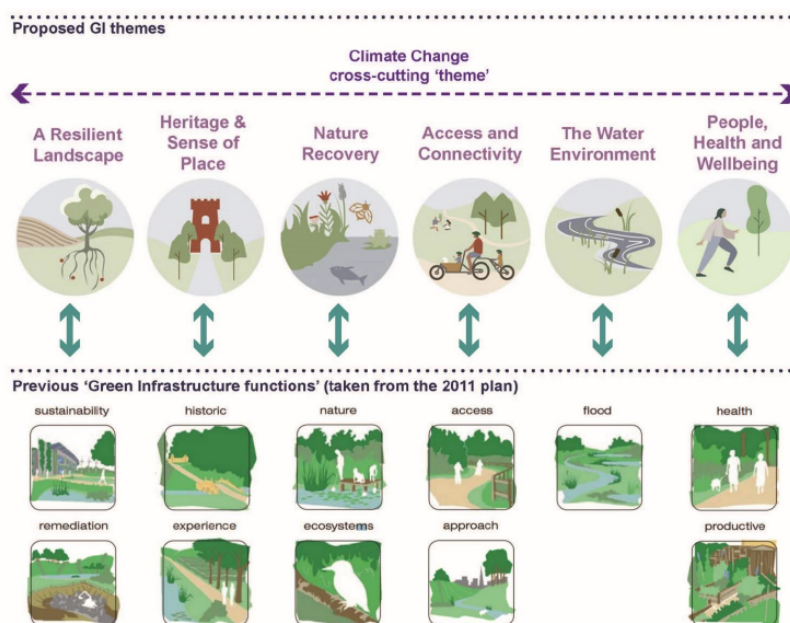 Proposed GI themes
Climate Change
cross-cutting ‘theme’
A Resilient
Landscape
Heritage &
Sense of
Place
Nature
Recovery
Access and
Connectivity
The Water
Environment
People,
Health and
Wellbeing
Previous ‘Green Infrastructure functions’ (taken from the 2011 plan)
sustainability
historic
nature
access
flood
health
remediation
experience
ecosystems
approach
productive